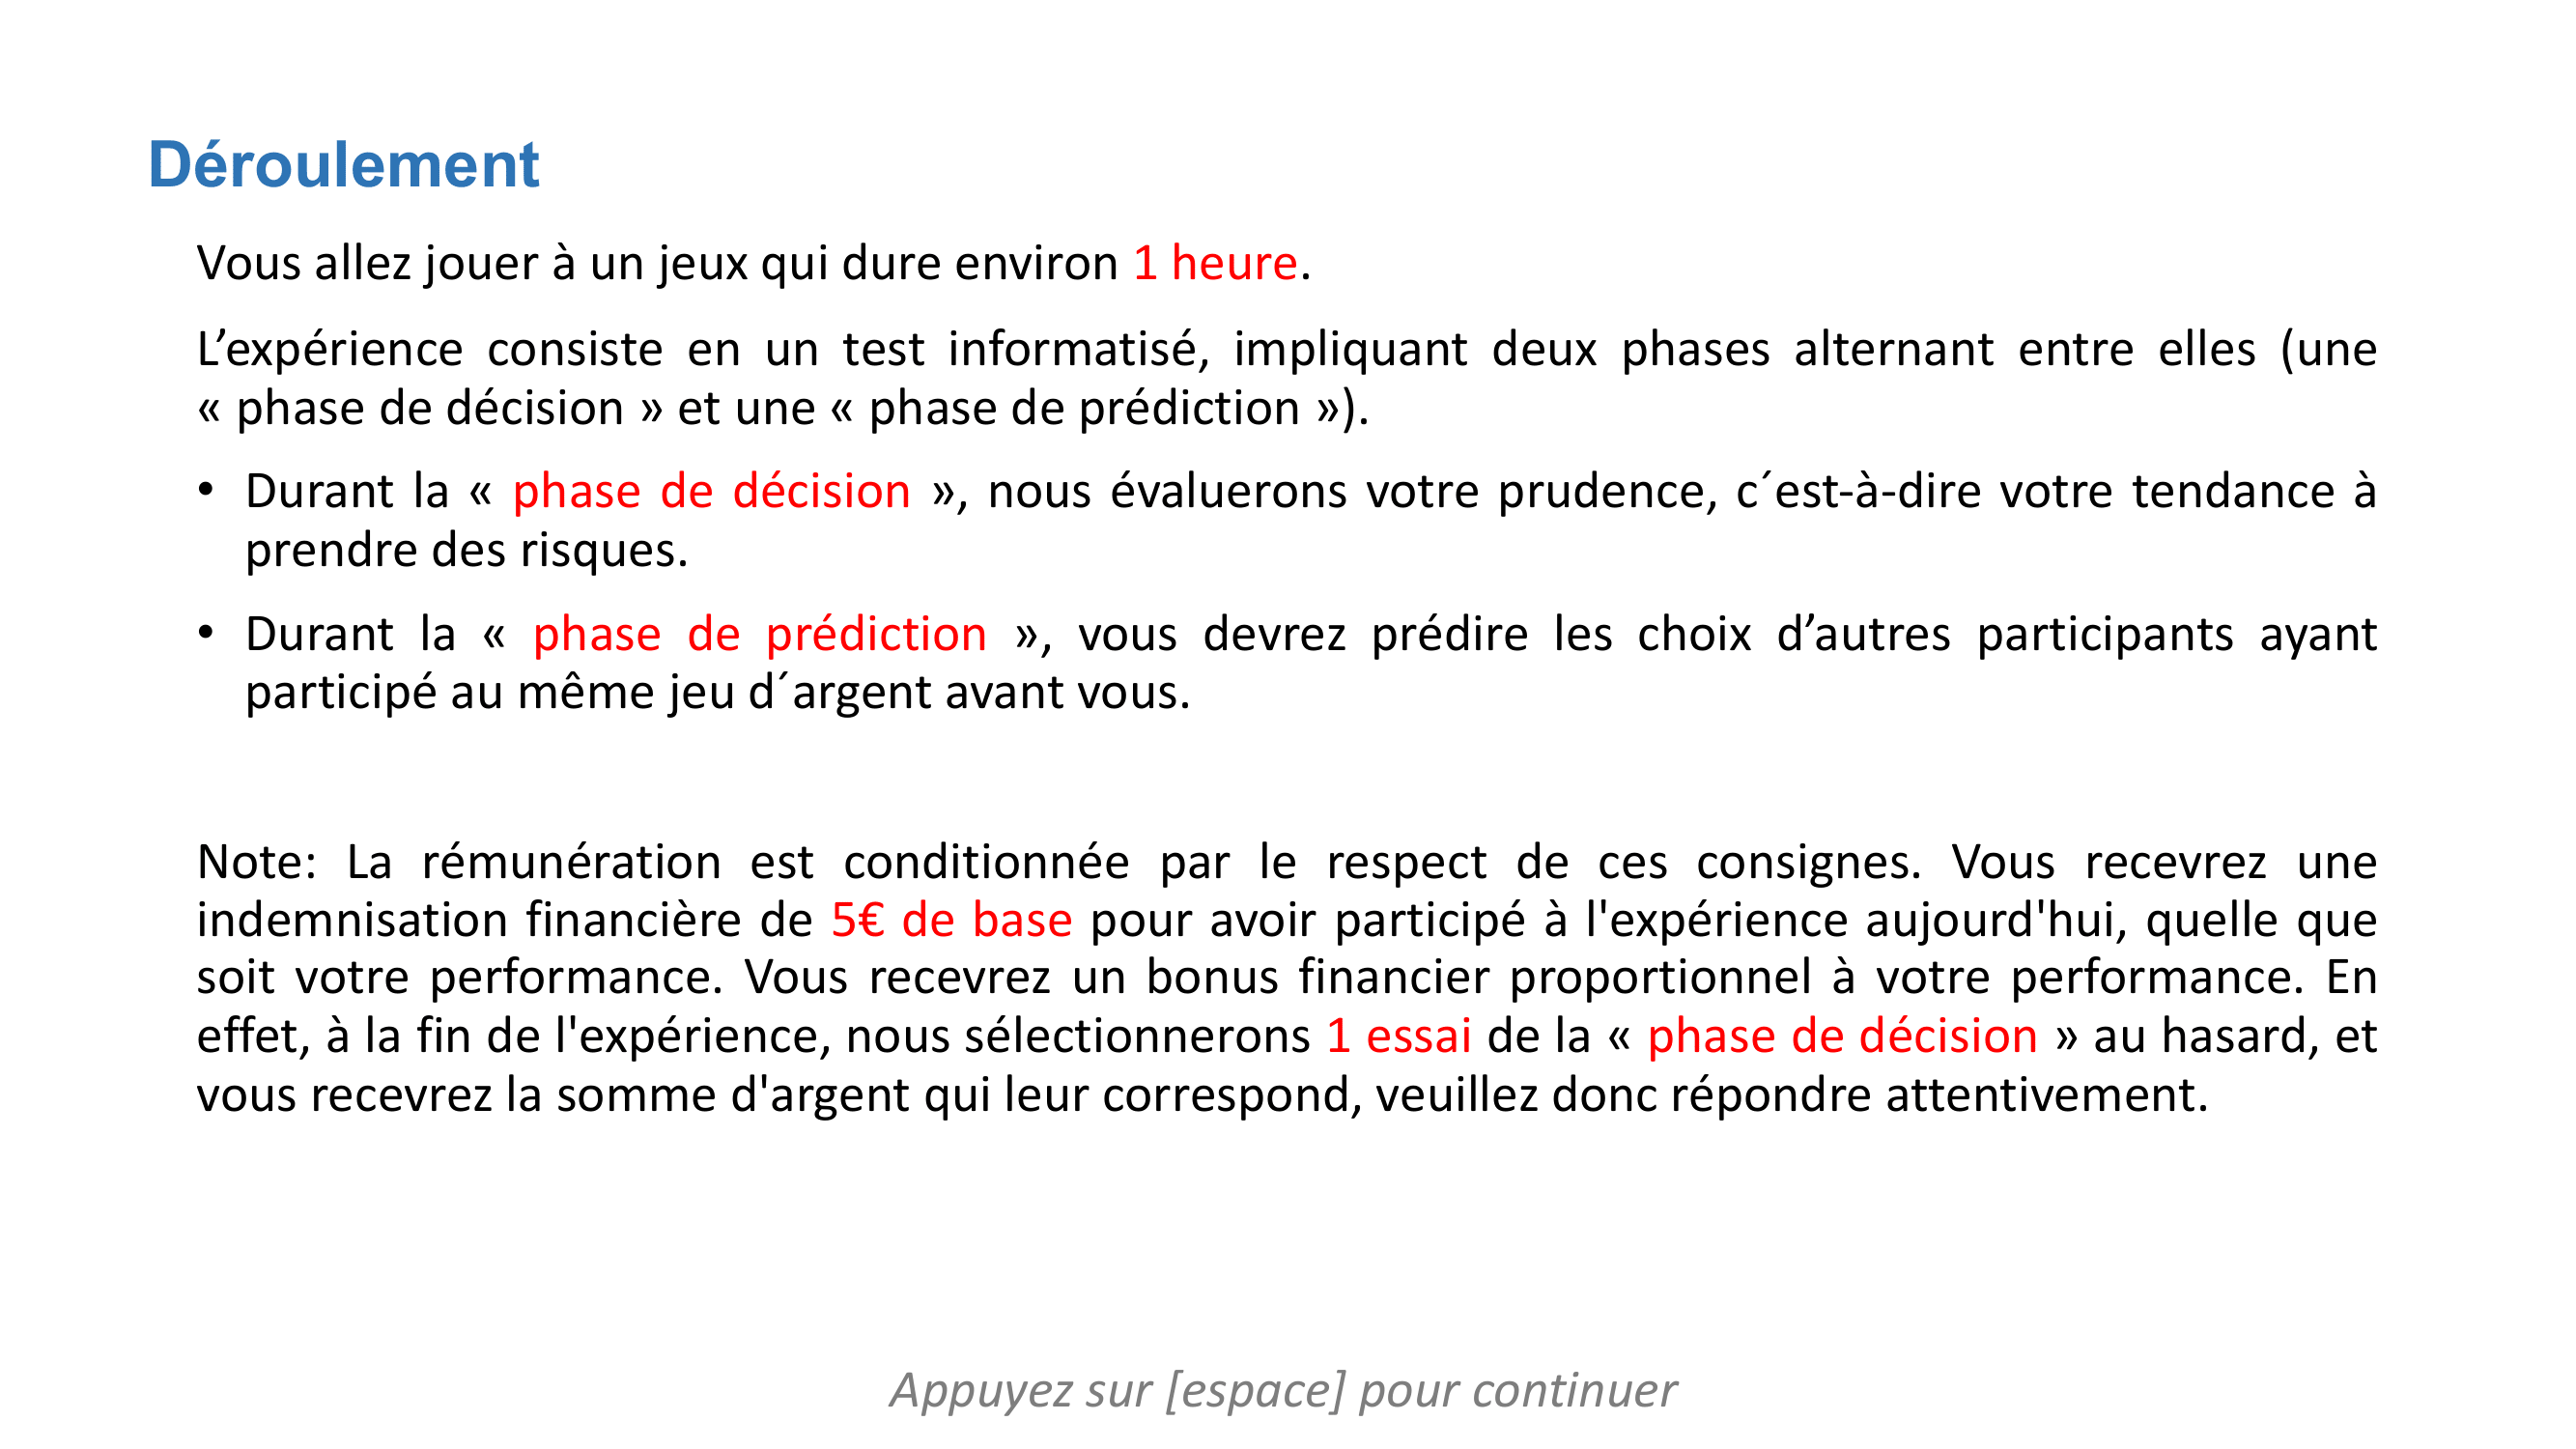 Déroulement
Vous allez jouer à un jeux qui dure environ 1 heure.
L’expérience consiste en un test informatisé, impliquant deux phases alternant entre elles (une
« phase de décision » et une « phase de prédiction »).
• Durant la « phase de décision », nous évaluerons votre prudence, c´est-à-dire votre tendance à
prendre des risques.
• Durant la « phase de prédiction », vous devrez prédire les choix d’autres participants ayant
participé au même jeu d´argent avant vous.
Note: La rémunération est conditionnée par le respect de ces consignes. Vous recevrez une
indemnisation financière de 5€ de base pour avoir participé à l'expérience aujourd'hui, quelle que
soit votre performance. Vous recevrez un bonus financier proportionnel à votre performance. En
effet, à la fin de l'expérience, nous sélectionnerons 1 essai de la « phase de décision » au hasard, et
vous recevrez la somme d'argent qui leur correspond, veuillez donc répondre attentivement.
Appuyez sur [espace] pour continuer